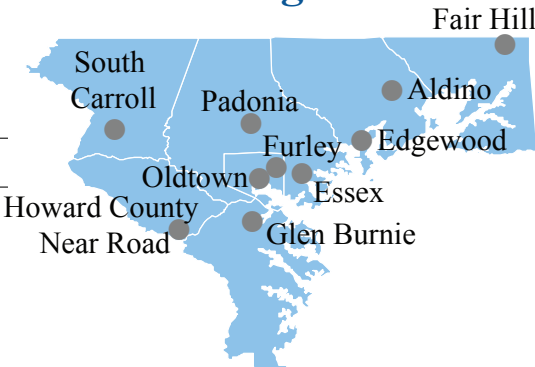 Fair Hill
South
Carroll
Aldino
Padonia
Edgewood
Furley
Oldtown
Essex
Howard County
Near Road
Glen Burnie